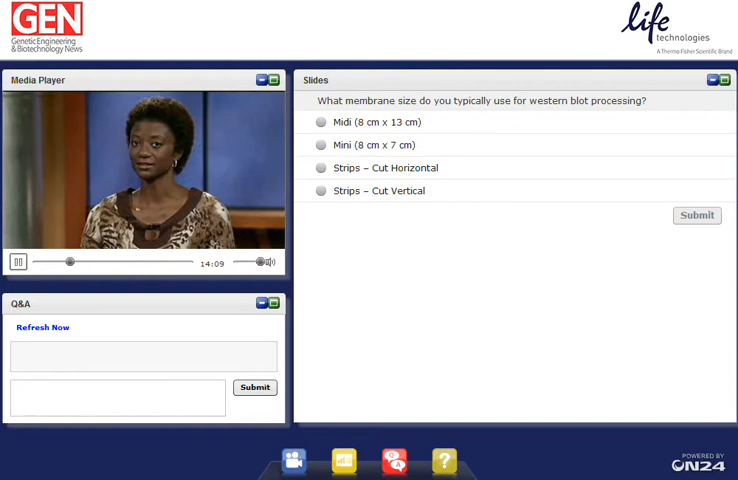 GEN
Genetic Engineering
& Biotechnology News
life
technologies
A Thermo Fisher Scientific Brand
Media Player
14:09
Q&A
Refresh Now
Submit
Slides
What membrane size do you typically use for western blot processing?
Midi (8 cm x 13 cm)
Mini (8 cm x 7 cm)
Strips – Cut Horizontal
Strips – Cut Vertical
Submit
Q
A
?
POWERED BY
ON24